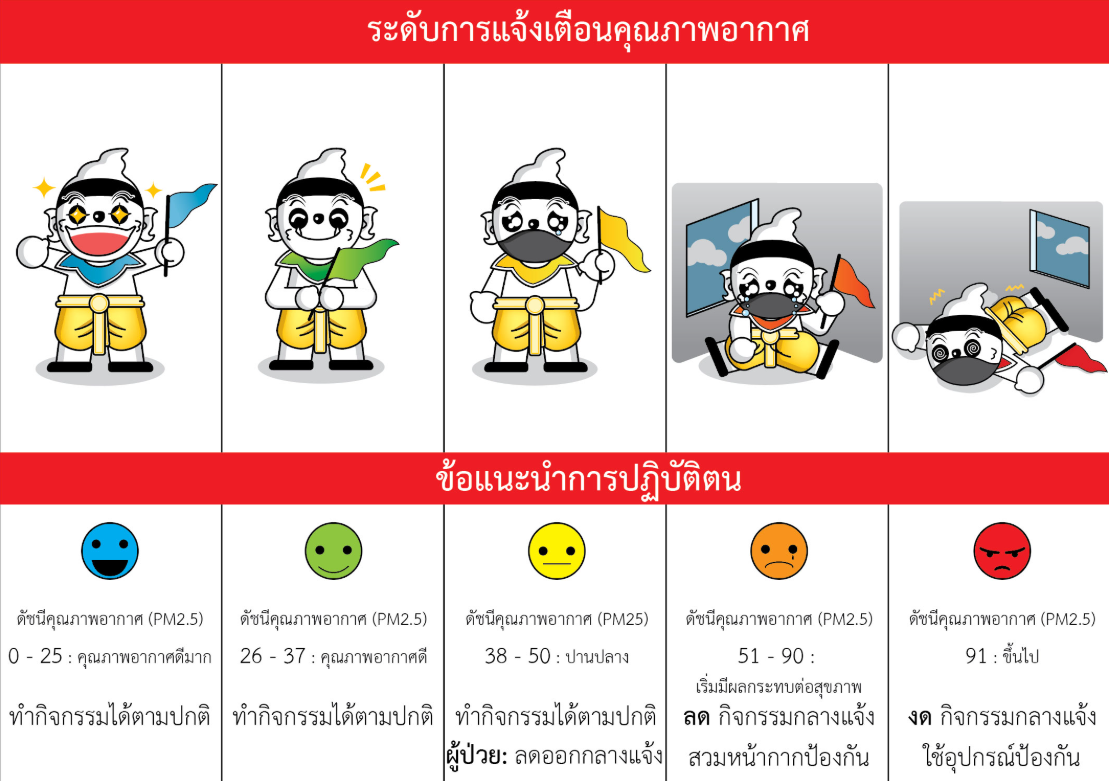 ระดับการแจ้งเตือนคุณภาพอากาศ
ข้อแนะนำการปฏิบัติตน
ดัชนีคุณภาพอากาศ (PM2.5)
0 - 25 : คุณภาพอากาศดีมาก
ทำกิจกรรมได้ตามปกติ
ดัชนีคุณภาพอากาศ (PM2.5)
26 - 37 : คุณภาพอากาศดี
ทำกิจกรรมได้ตามปกติ
ดัชนีคุณภาพอากาศ (PM25)
38 - 50 : ปานปลาง
ทำกิจกรรมได้ตามปกติ
ผู้ป่วย: ลดออกกลางแจ้ง
ดัชนีคุณภาพอากาศ (PM2.5)
51 - 90 :
เริ่มมีผลกระทบต่อสุขภาพ
ลด กิจกรรมกลางแจ้ง
สวมหน้ากากป้องกัน
ดัชนีคุณภาพอากาศ (PM2.5)
91 : ขึ้นไป
งด กิจกรรมกลางแจ้ง
ใช้อุปกรณ์ป้องกัน